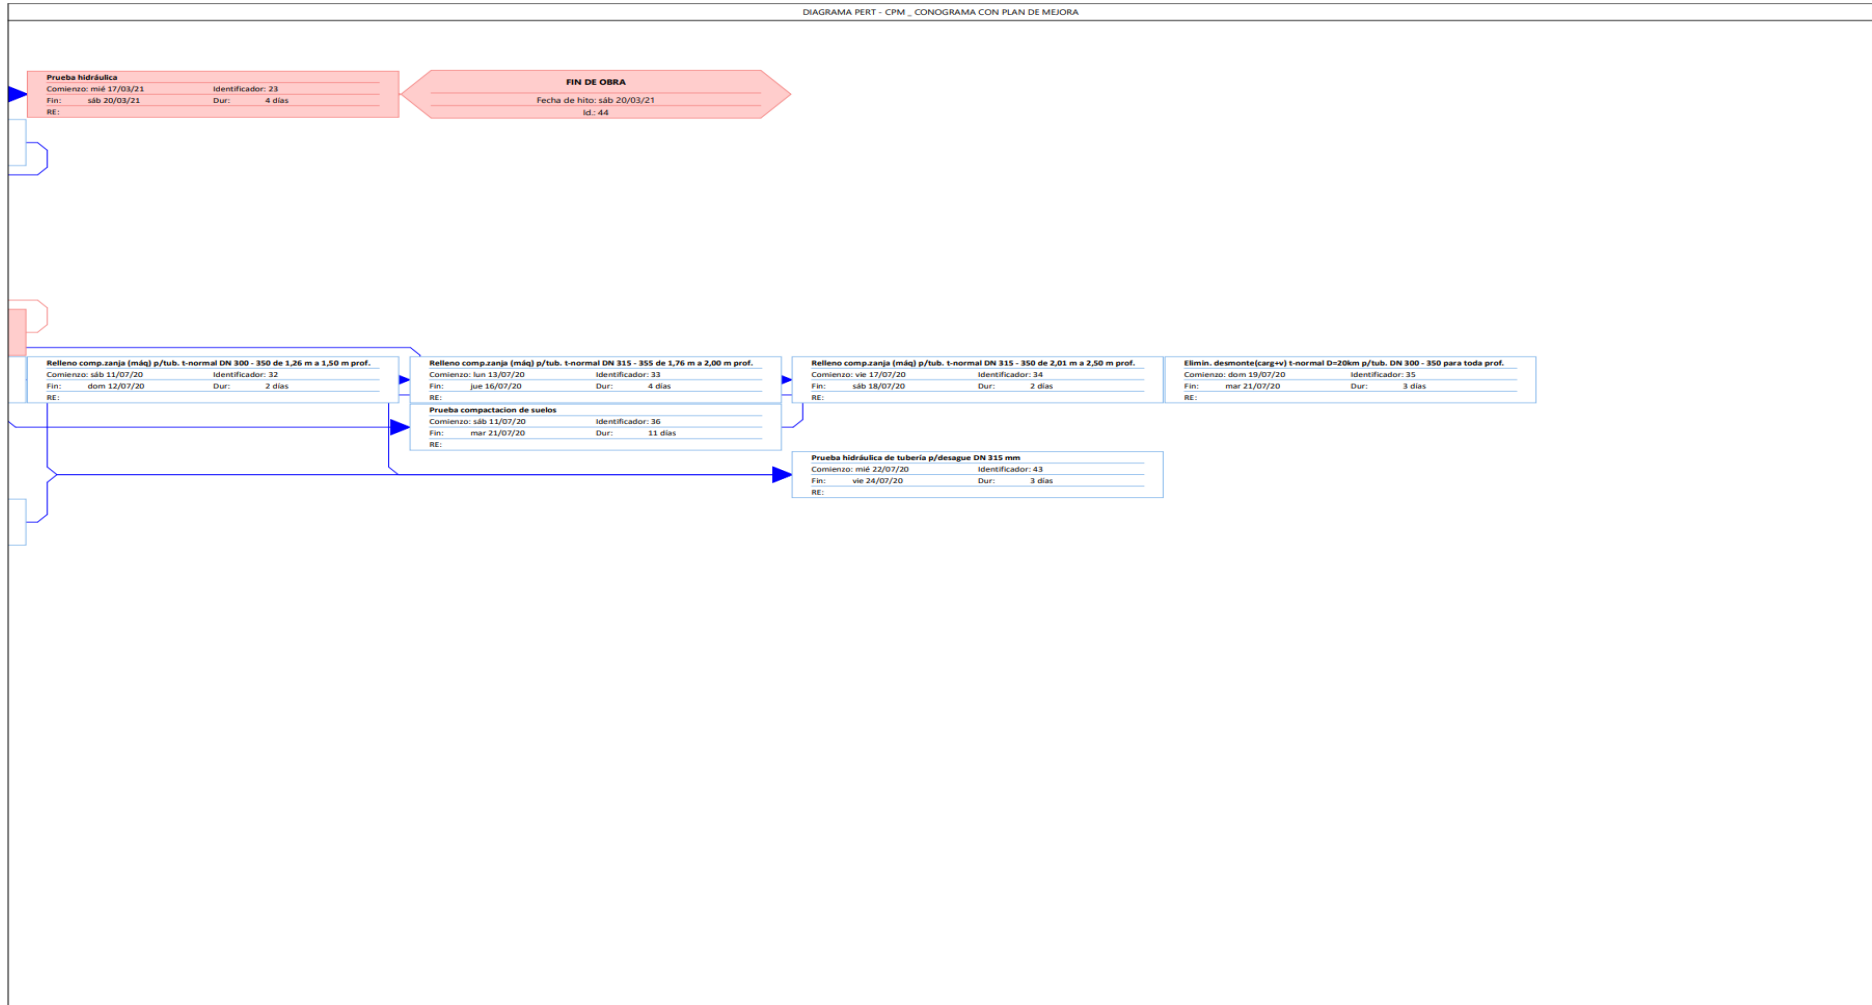 DIAGRAMA PERT - CPM _ CONOGRAMA CON PLAN DE MEJORA
Prueba hidráulica
Comienzo: mié 17/03/21 Identificador: 23
Fin: sáb 20/03/21 Dur: 4 días
RE:
FIN DE OBRA
Fecha de hito: sáb 20/03/21
Id.: 44
Relleno comp.zanja (máq) p/tub. t-normal DN 300 - 350 de 1,26 m a 1,50 m prof.
Comienzo: sáb 11/07/20 Identificador: 32
Fin: dom 12/07/20 Dur: 2 días
RE:
Relleno comp.zanja (máq) p/tub. t-normal DN 315 - 355 de 1,76 m a 2,00 m prof.
Comienzo: lun 13/07/20 Identificador: 33
Fin: jue 16/07/20 Dur: 4 días
RE:
Relleno comp.zanja (máq) p/tub. t-normal DN 315 - 350 de 2,01 m a 2,50 m prof.
Comienzo: vie 17/07/20 Identificador: 34
Fin: sáb 18/07/20 Dur: 2 días
RE:
Elimin. desmonte(carg+v) t-normal D=20km p/tub. DN 300 - 350 para toda prof.
Comienzo: dom 19/07/20 Identificador: 35
Fin: mar 21/07/20 Dur: 3 días
RE:
Prueba compactacion de suelos
Comienzo: sáb 11/07/20 Identificador: 36
Fin: mar 21/07/20 Dur: 11 días
RE:
Prueba hidráulica de tubería p/desague DN 315 mm
Comienzo: mié 22/07/20 Identificador: 43
Fin: vie 24/07/20 Dur: 3 días
RE: